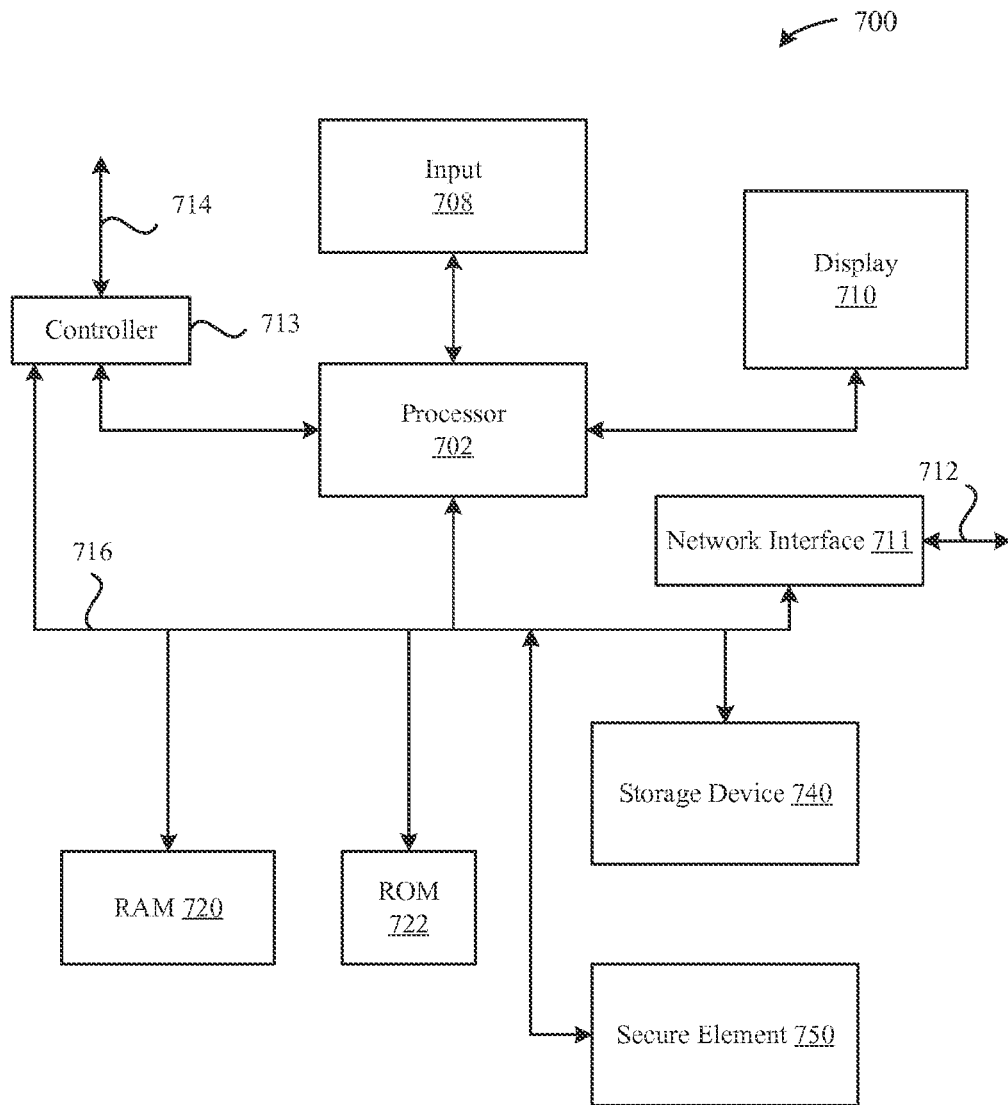 700
Input
708
714
Display
710
Controller
713
Processor
702
712
Network Interface 711
716
Storage Device 740
RAM 720
ROM
722
Secure Element 750